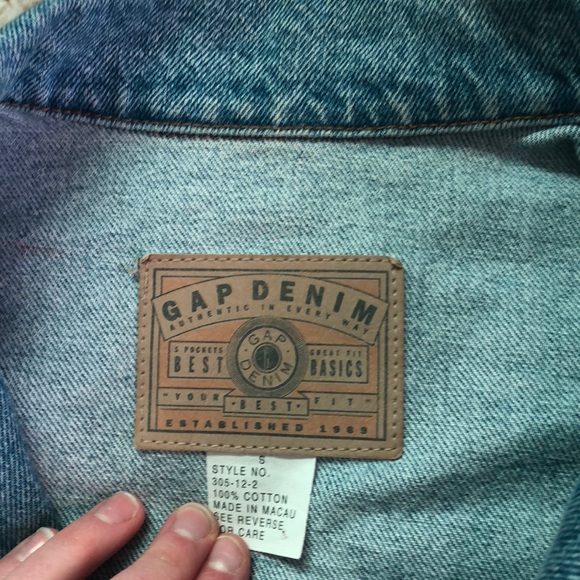 GAP DENIM
AUTHENTIC IN EVERY WAY
5 POCKETS
BEST
GAP
DENIM
GREAT FIT
BASICS
"YOUR BEST FIT"
ESTABLISHED 1969
S
STYLE NO.
305-12-2
100% COTTON
MADE IN MACAU
SEE REVERSE
FOR CARE